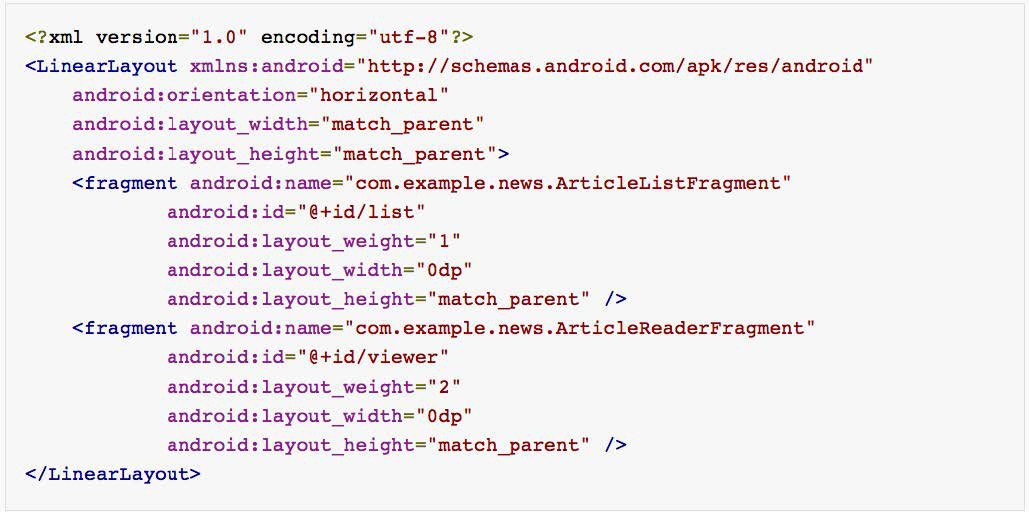 <?xml version="1.0" encoding="utf-8"?>
<LinearLayout xmlns:android="http://schemas.android.com/apk/res/android"
    android:orientation="horizontal"
    android:layout_width="match_parent"
    android:layout_height="match_parent">
    <fragment android:name="com.example.news.ArticleListFragment"
            android:id="@+id/list"
            android:layout_weight="1"
            android:layout_width="0dp"
            android:layout_height="match_parent" />
    <fragment android:name="com.example.news.ArticleReaderFragment"
            android:id="@+id/viewer"
            android:layout_weight="2"
            android:layout_width="0dp"
            android:layout_height="match_parent" />
</LinearLayout>